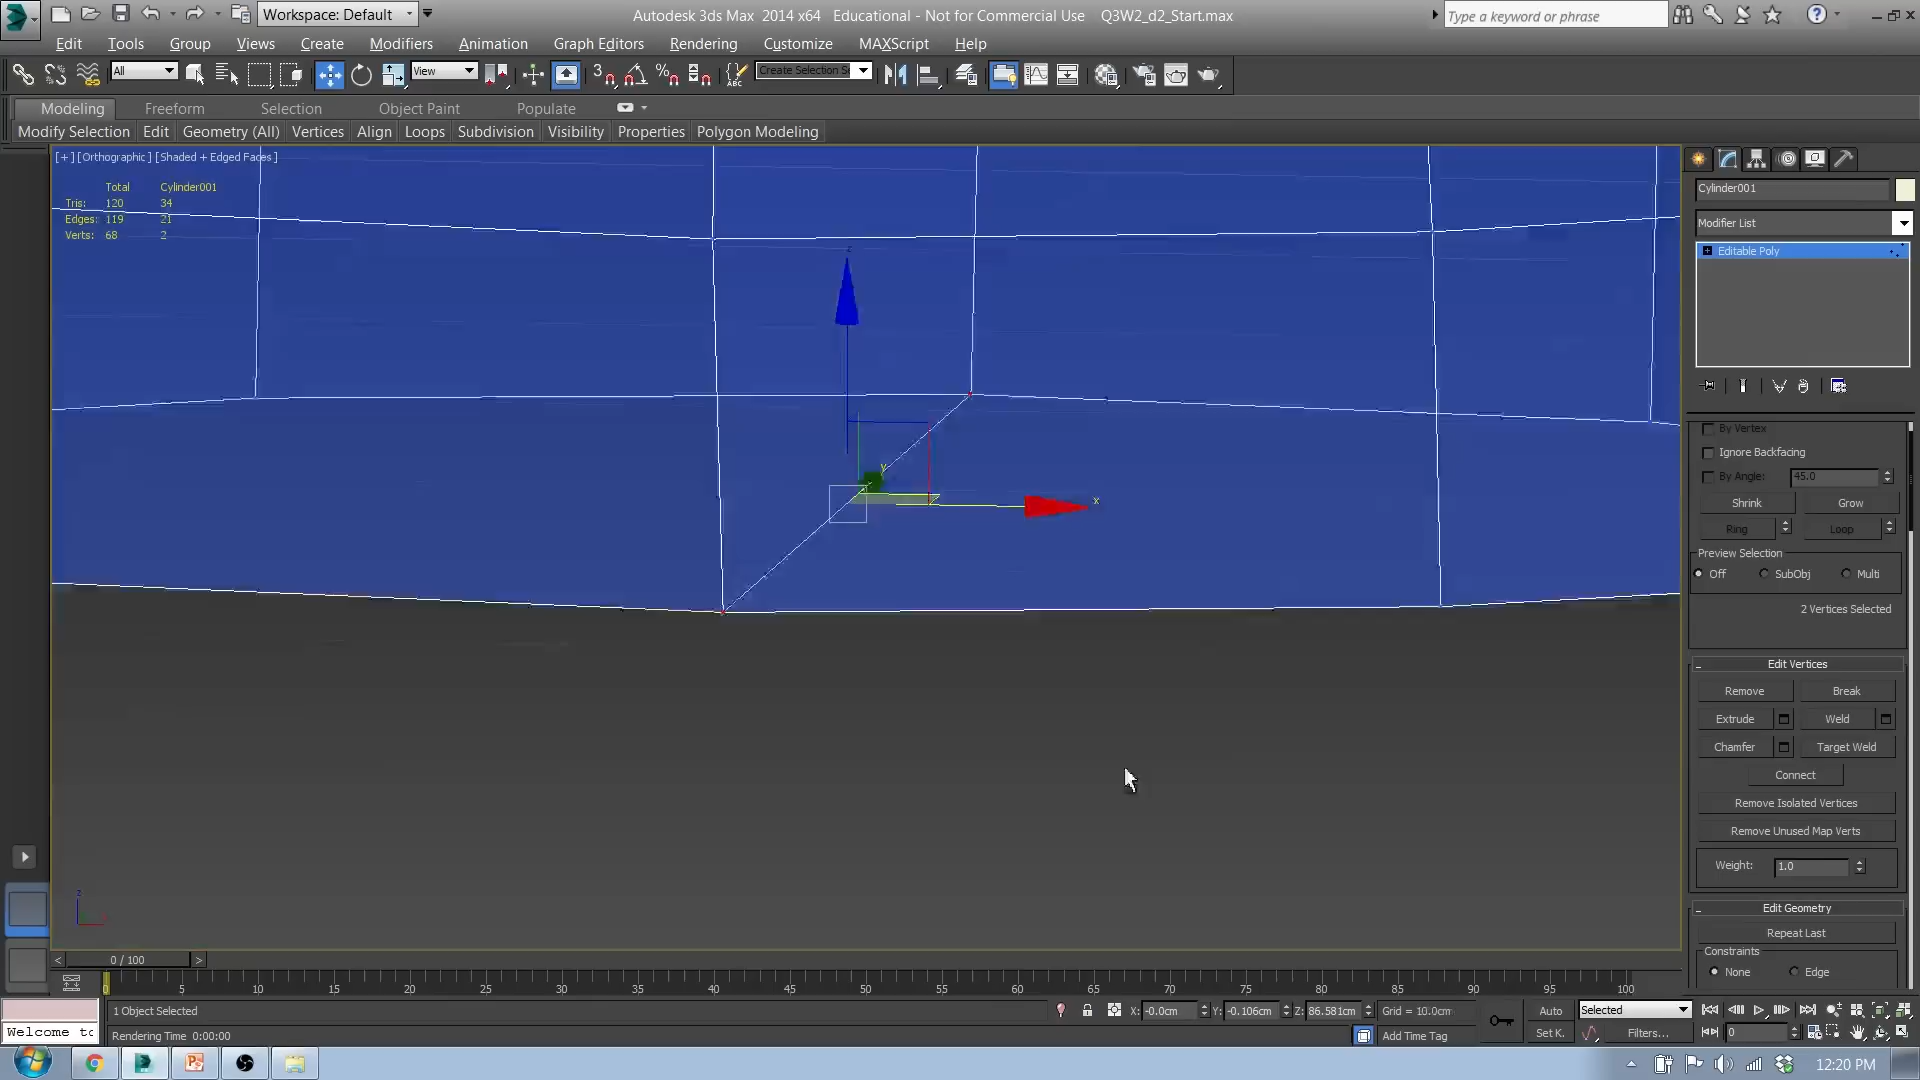 Workspace: Default
Autodesk 3ds Max 2014 x64 Educational - Not for Commercial Use Q3W2_d2_Start.max
Type a keyword or phrase
Edit Tools Group Views Create Modifiers Animation Graph Editors Rendering Customize MAXScript Help
All
View
3
ABC
Create Selection Se
Modeling Freeform Selection Object Paint Populate
Modify Selection Edit Geometry (All) Vertices Align Loops Subdivision Visibility Properties Polygon Modeling
[+] [Orthographic] [Shaded + Edged Faces]
Total Cylinder001
Tris: 120 34
Edges: 119 21
Verts: 68 2
z
y
x
z
Cylinder001
Modifier List
Editable Poly
By Vertex
Ignore Backfacing
By Angle: 45.0
Shrink Grow
Ring Loop
Preview Selection
Off SubObj Multi
2 Vertices Selected
Edit Vertices
Remove Break
Extrude Weld
Chamfer Target Weld
Connect
Remove Isolated Vertices
Remove Unused Map Verts
Weight: 1.0
Edit Geometry
Repeat Last
Constraints
None Edge
< 0 / 100 >
0 5 10 15 20 25 30 35 40 45 50 55 60 65 70 75 80 85 90 95 100
1 Object Selected
X: -0.0cm Y: -0.106cm Z: 86.581cm Grid = 10.0cm
Auto Selected
Welcome to
Rendering Time 0:00:00
Add Time Tag
Set K. Filters... 0
12:20 PM